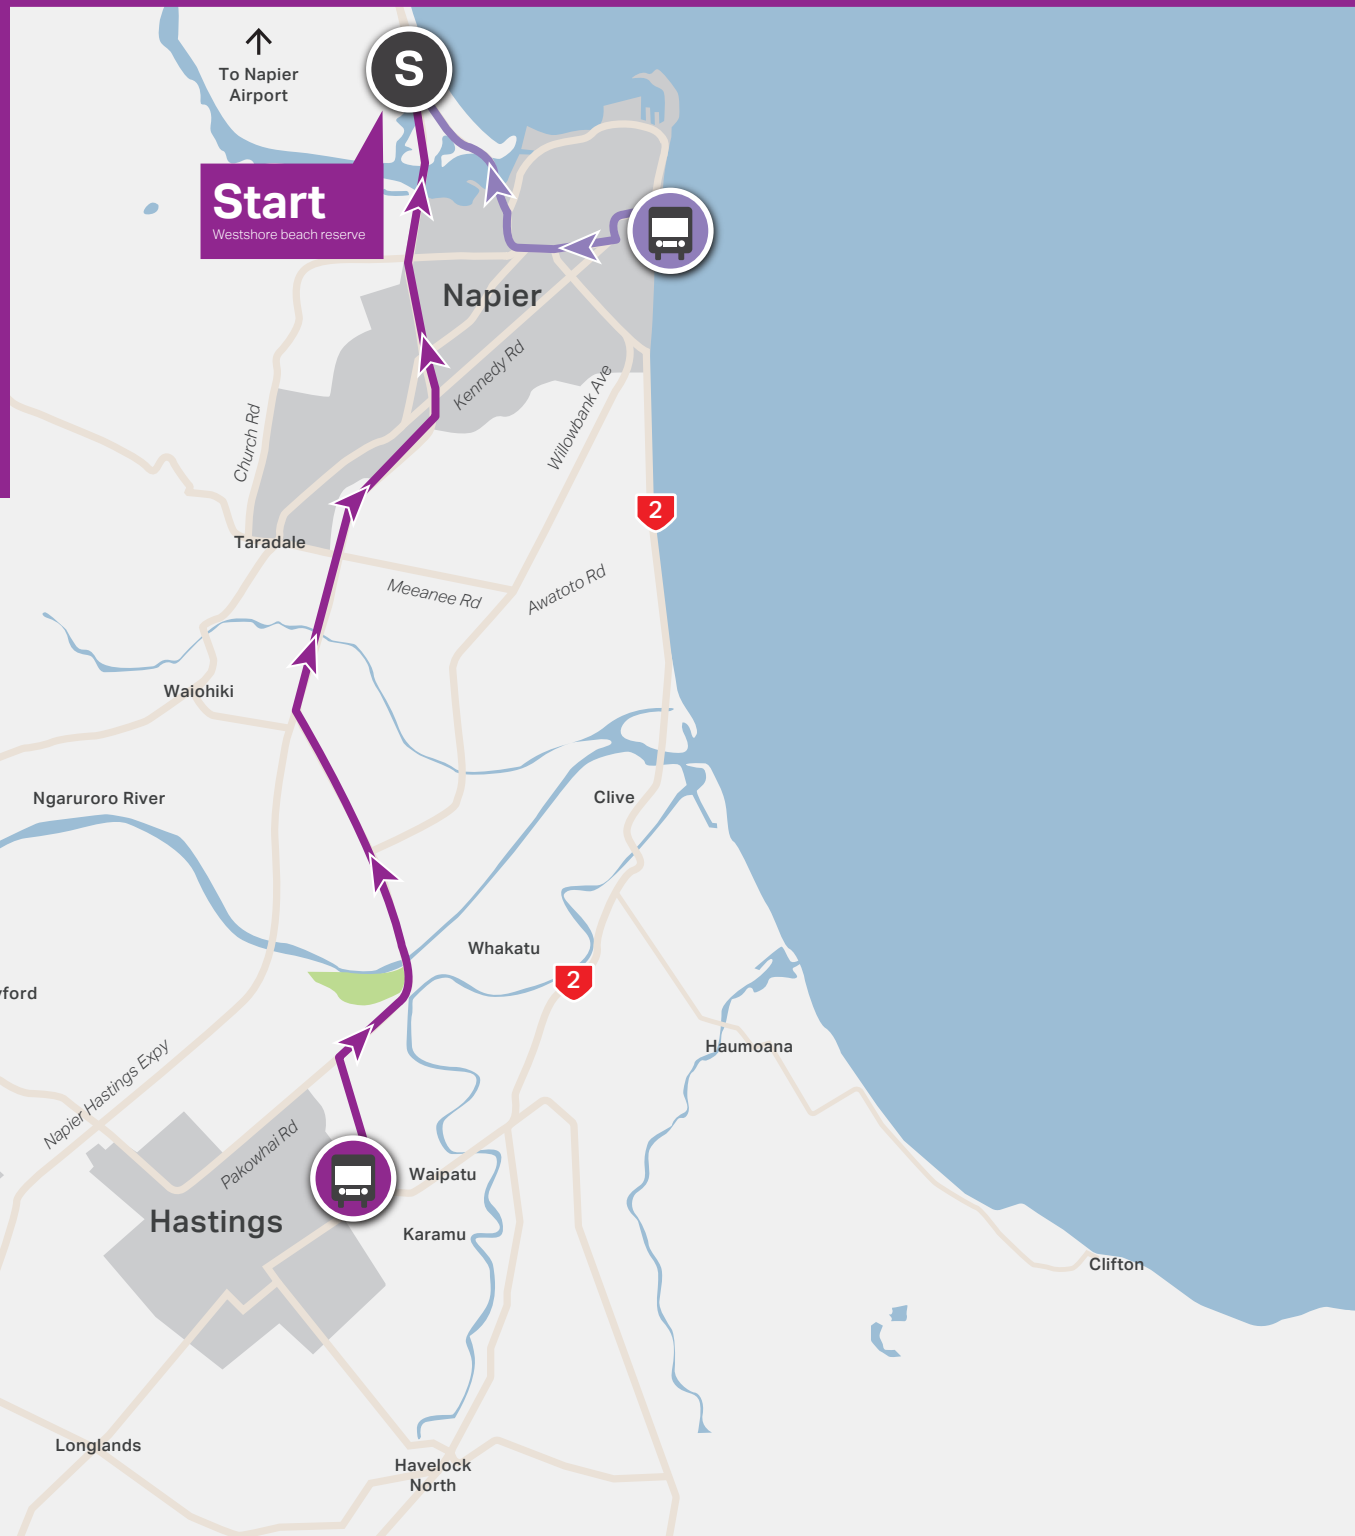 To Napier
Airport
S
Start
Westshore beach reserve
Napier
Kennedy Rd
Willowbank Ave
Church Rd
2
Taradale
Meeanee Rd
Awatoto Rd
Waiohiki
Ngaruroro River
Clive
Whakatu
2
yford
Haumoana
Napier Hastings Expy
Pakowhai Rd
Waipatu
Hastings
Karamu
Clifton
Longlands
Havelock
North